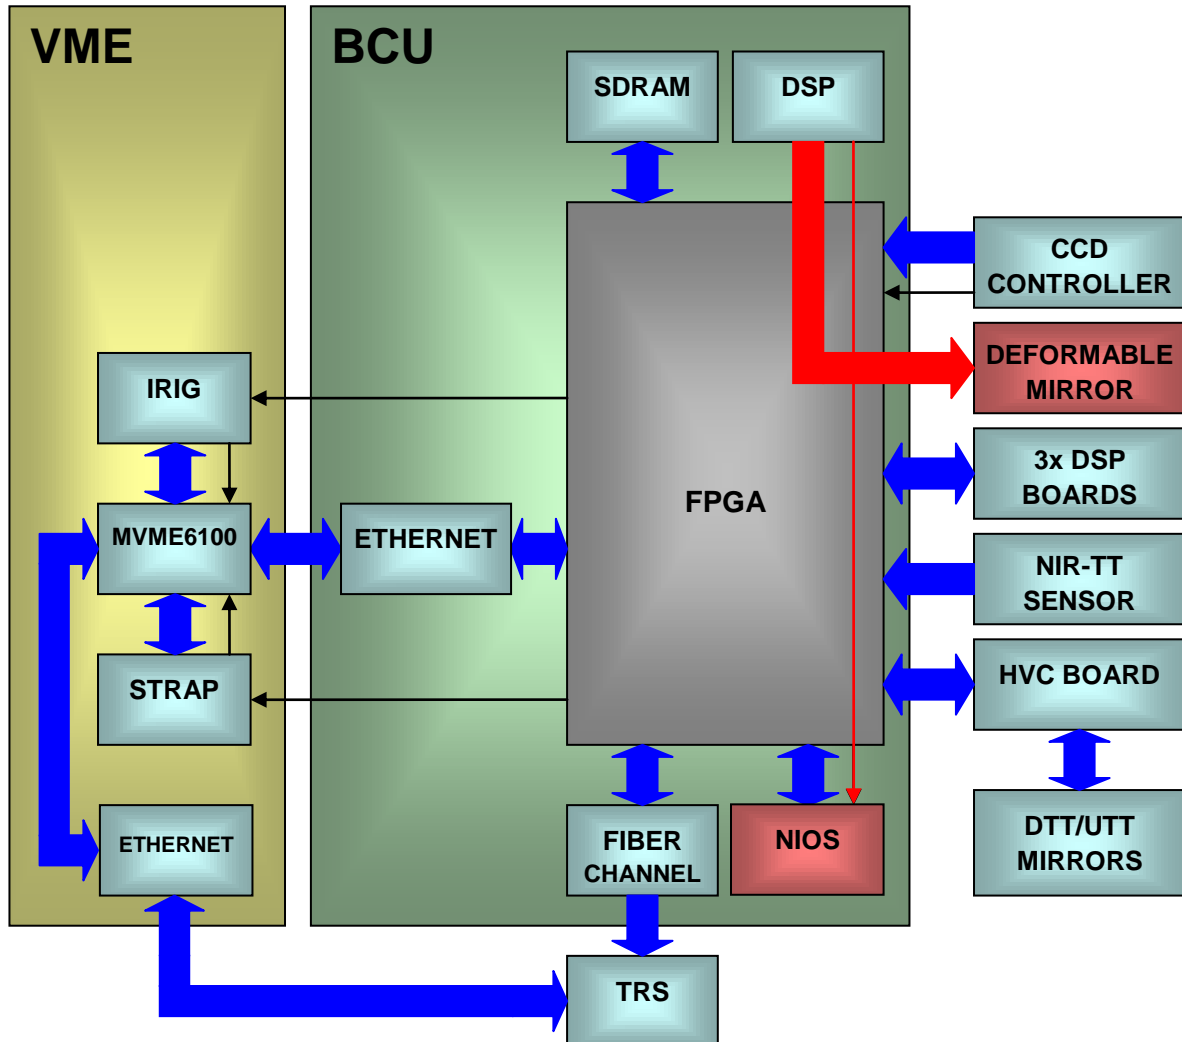 VME
BCU
SDRAM
DSP
CCD
CONTROLLER
DEFORMABLE
MIRROR
IRIG
3x DSP
BOARDS
FPGA
MVME6100
ETHERNET
NIR-TT
SENSOR
STRAP
HVC BOARD
ETHERNET
FIBER
CHANNEL
NIOS
DTT/UTT
MIRRORS
TRS